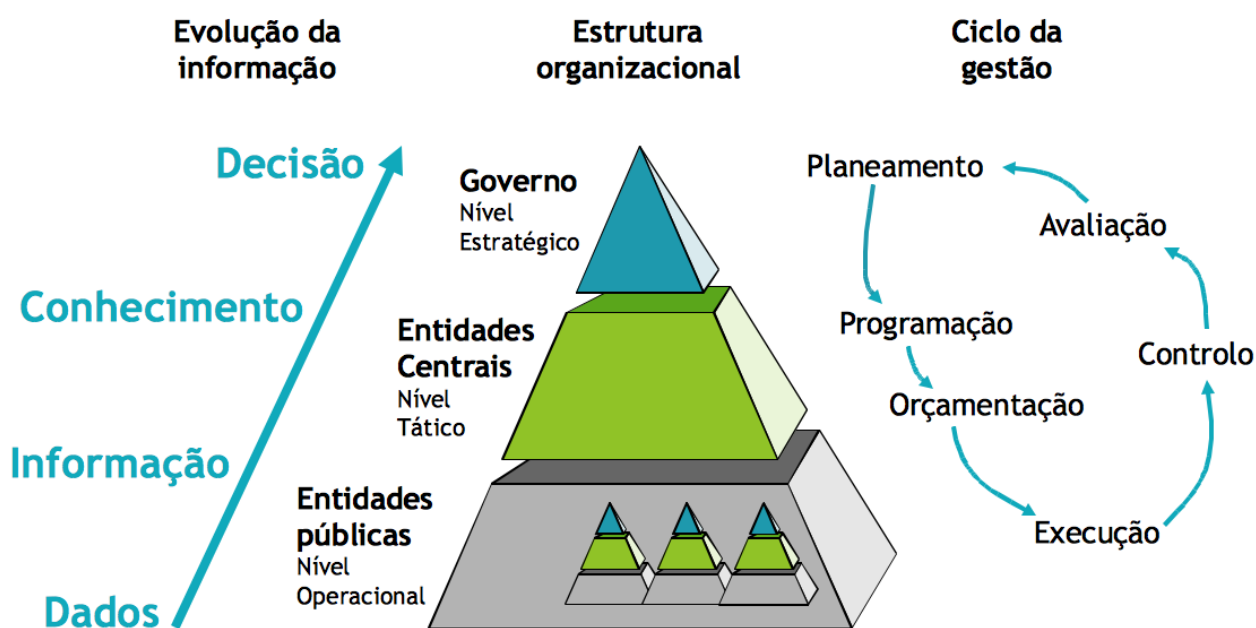 Evolução da
informação
Estrutura
organizacional
Ciclo da
gestão
Decisão
Conhecimento
Informação
Dados
Governo
Nível
Estratégico
Entidades
Centrais
Nível
Tático
Entidades
públicas
Nível
Operacional
Planeamento
Avaliação
Programação
Controlo
Orçamentação
Execução